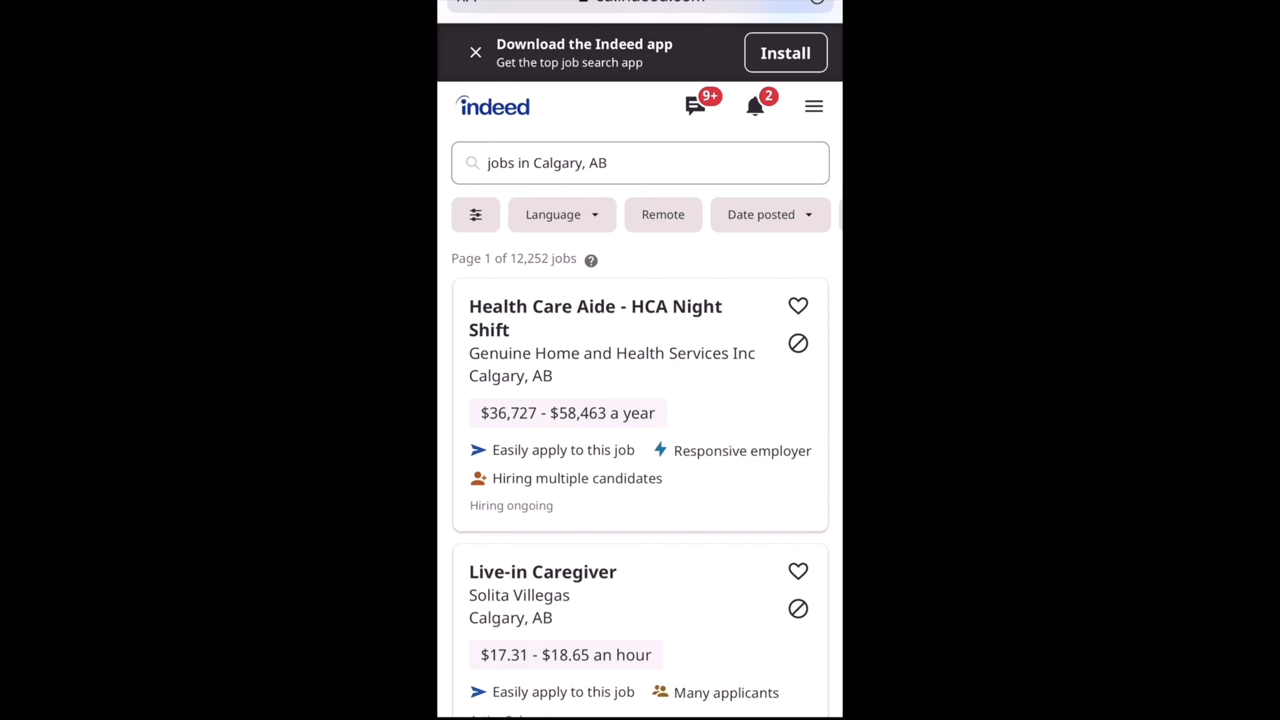 Download the Indeed app
Get the top job search app
Install
indeed
9+
2
jobs in Calgary, AB
Language
Remote
Date posted
Page 1 of 12,252 jobs
Health Care Aide - HCA Night
Shift
Genuine Home and Health Services Inc
Calgary, AB
$36,727 - $58,463 a year
Easily apply to this job
Responsive employer
Hiring multiple candidates
Hiring ongoing
Live-in Caregiver
Solita Villegas
Calgary, AB
$17.31 - $18.65 an hour
Easily apply to this job
Many applicants